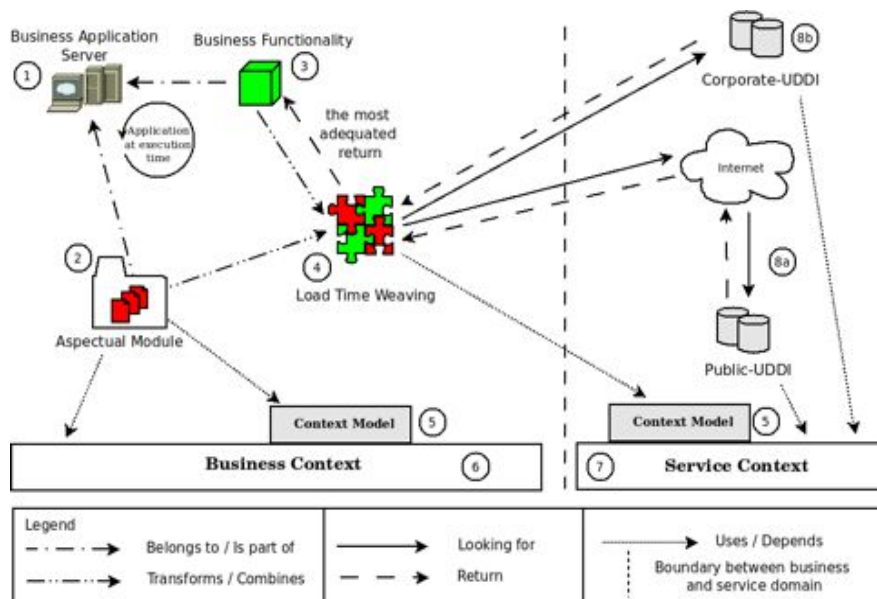 Business Application
Server
1
Business Functionality
3
Application
at execution
time
the most
adequated
return
8b
Corporate-UDDI
Internet
8a
Public-UDDI
2
Aspectual Module
4
Load Time Weaving
Context Model
5
Business Context
6
Context Model
5
7
Service Context
Legend
Belongs to / Is part of
Transforms / Combines
Looking for
Return
Uses / Depends
Boundary between business
and service domain